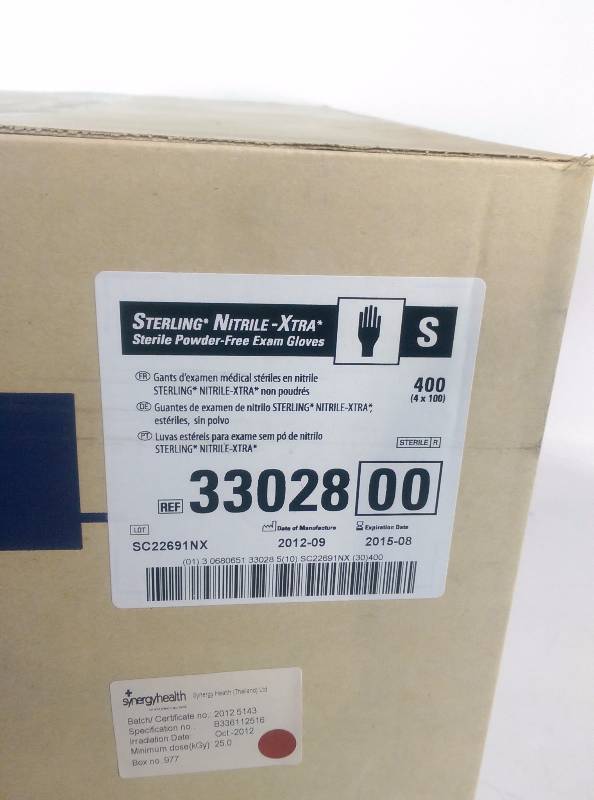 STERLING* NITRILE-XTRA*
Sterile Powder-Free Exam Gloves
S
FR Gants d'examen médical stériles en nitrile
STERLING* NITRILE-XTRA* non poudrés
400
(4 x 100)
DE Guantes de examen de nitrilo STERLING* NITRILE-XTRA*,
estériles, sin polvo
PT Luvas estéreis para exame sem pó de nitrilo
STERLING* NITRILE-XTRA*
STERILE R
REF 33028 00
LOT
Date of Manufacture
Expiration Date
SC22691NX
2012-09
2015-08
(01) 3 0680651 33028 5(10) SC22691NX (30)400
synergyhealth
Synergy Health (Thailand) Ltd
Batch/ Certificate no.: 2012.5143
Specification no.: B336112516
Irradiation Date: Oct.-2012
Minimum dose(kGy) 25.0
Box no. 977